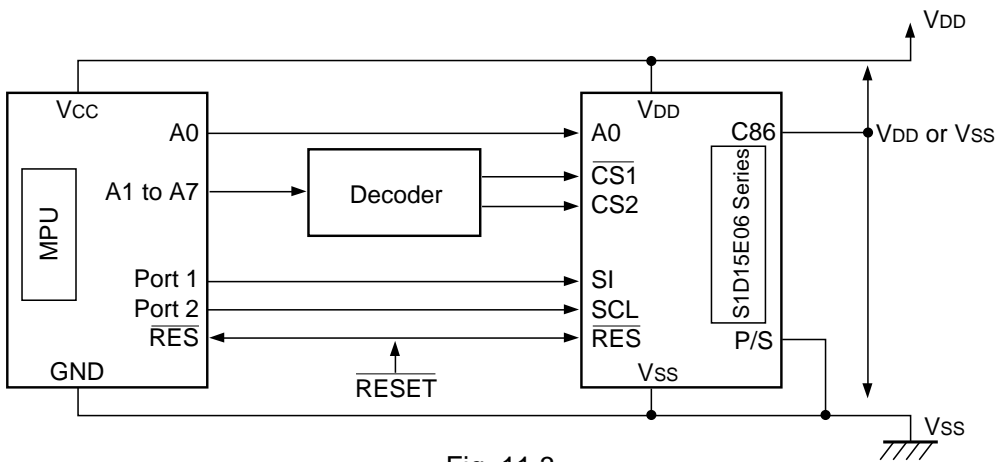 VDD
VCC
VDD
A0
A0
C86
VDD or VSS
CS1
A1 to A7
Decoder
CS2
MPU
S1D15E06 Series
Port 1
SI
Port 2
SCL
RES
RES
P/S
GND
RESET
VSS
VSS